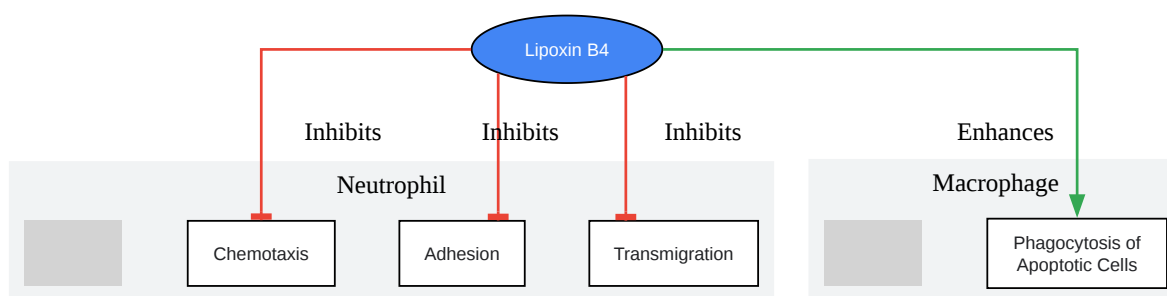 Lipoxin B4
Inhibits
Inhibits
Inhibits
Enhances
Neutrophil
Macrophage
Chemotaxis
Adhesion
Transmigration
Phagocytosis of
Apoptotic Cells